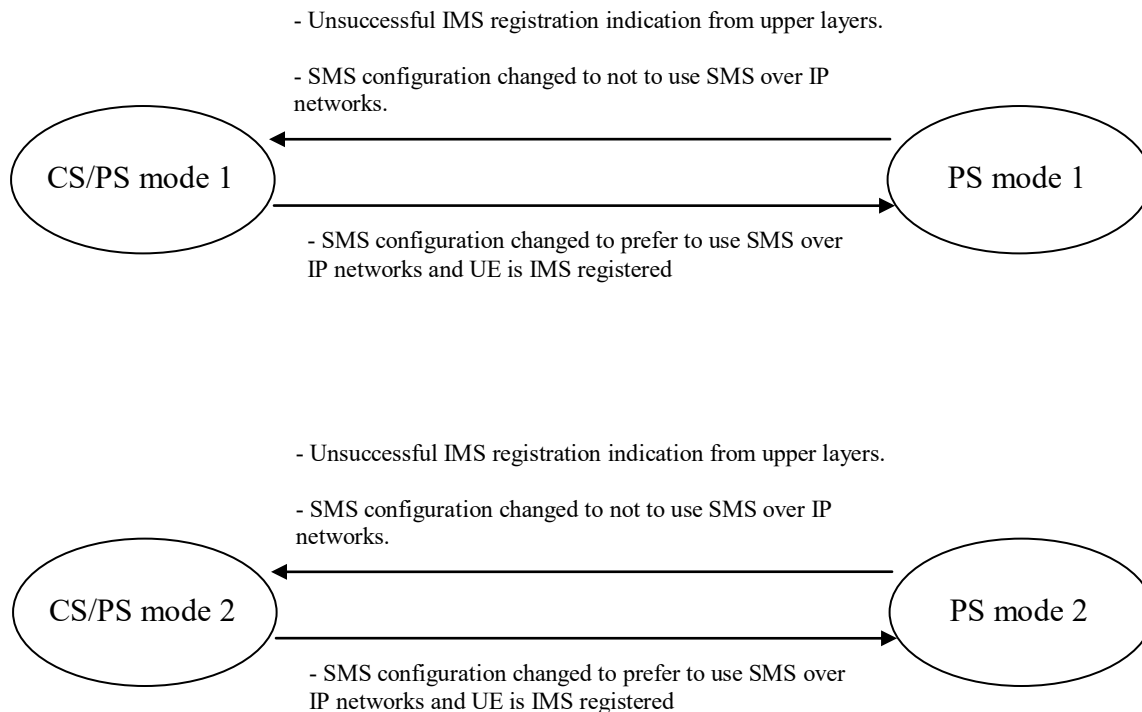 - Unsuccessful IMS registration indication from upper layers.
- SMS configuration changed to not to use SMS over IP
networks.
CS/PS mode 1
PS mode 1
- SMS configuration changed to prefer to use SMS over
IP networks and UE is IMS registered
- Unsuccessful IMS registration indication from upper layers.
- SMS configuration changed to not to use SMS over IP
networks.
CS/PS mode 2
PS mode 2
- SMS configuration changed to prefer to use SMS over
IP networks and UE is IMS registered